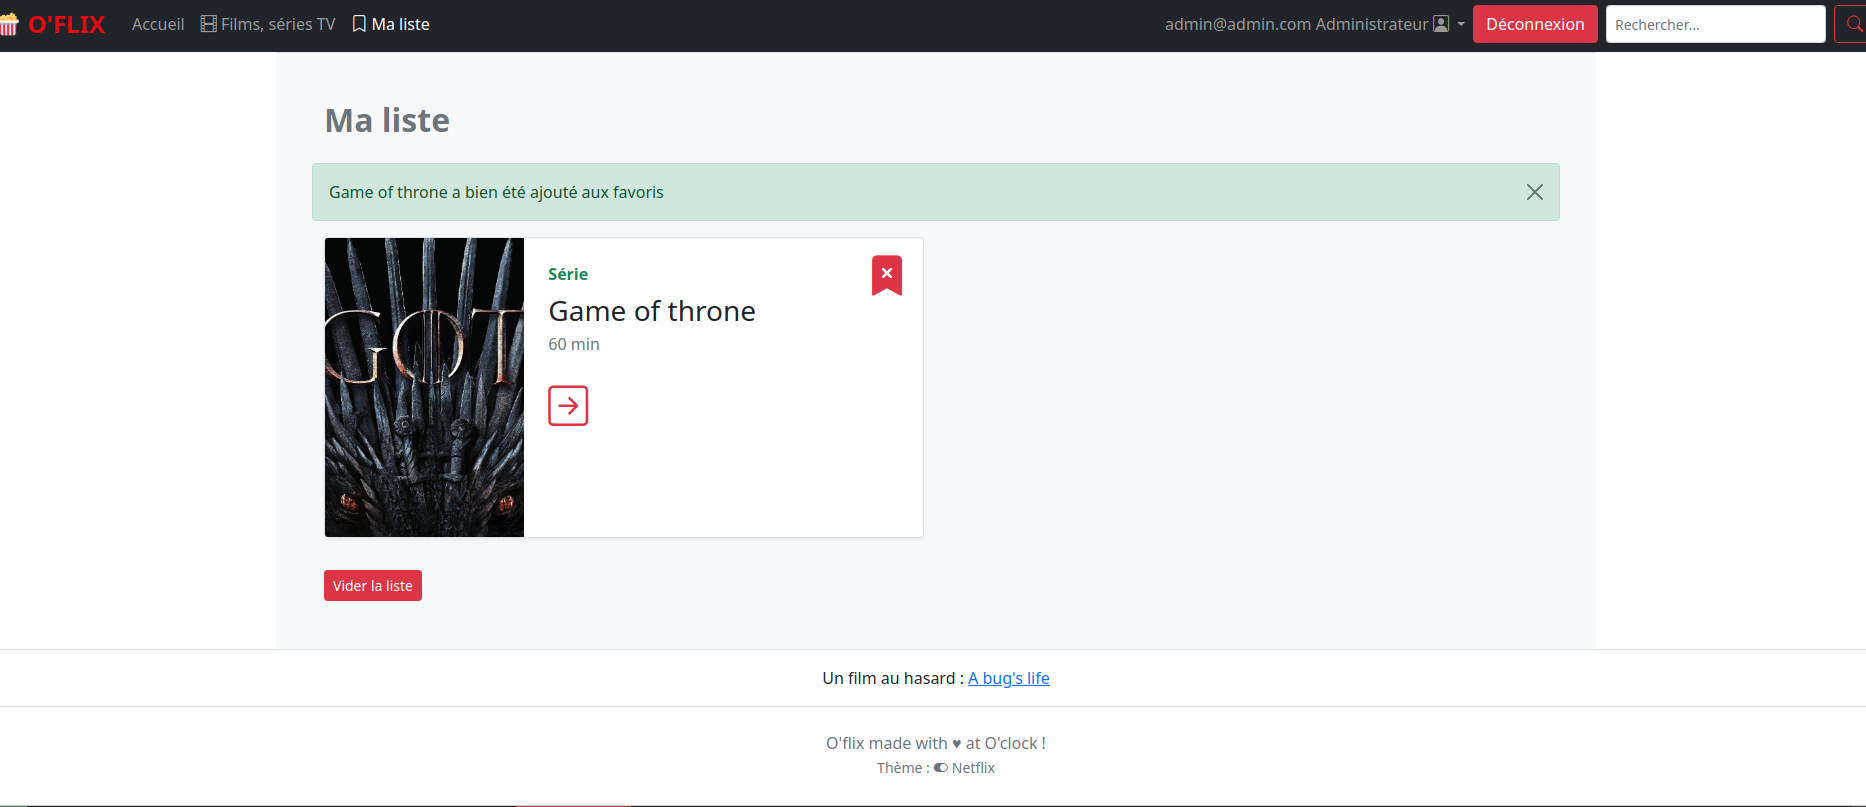 O'FLIX Accueil Films, séries TV Ma liste admin@admin.com Administrateur Déconnexion Rechercher...
Ma liste
Game of throne a bien été ajouté aux favoris
GOT
Série
Game of throne
60 min
Vider la liste
Un film au hasard : A bug's life
O'flix made with ♥ at O'clock !
Thème : Netflix